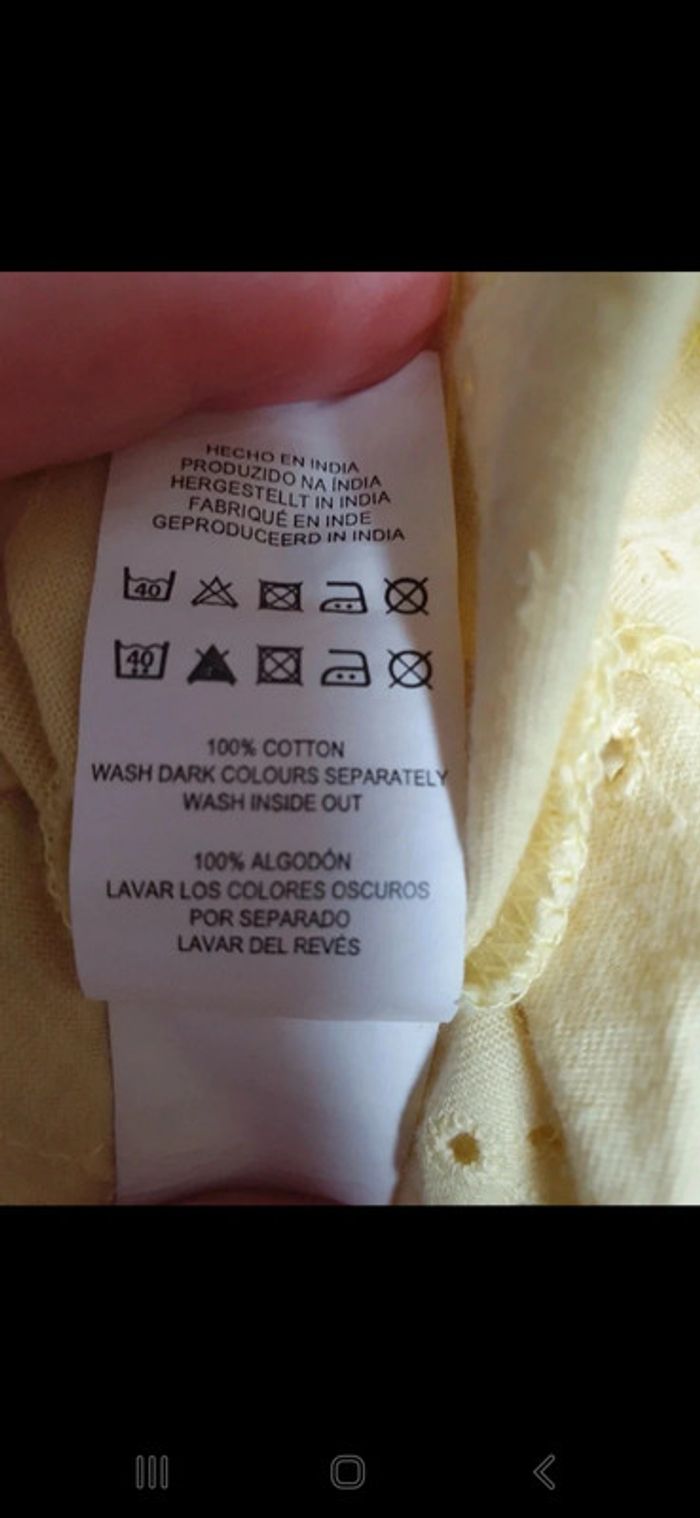 HECHO EN INDIA
PRODUZIDO NA ÍNDIA
HERGESTELLT IN INDIA
FABRIQUÉ EN INDE
GEPRODUCEERD IN INDIA
40
40
100% COTTON
WASH DARK COLOURS SEPARATELY
WASH INSIDE OUT
100% ALGODÓN
LAVAR LOS COLORES OSCUROS
POR SEPARADO
LAVAR DEL REVÉS